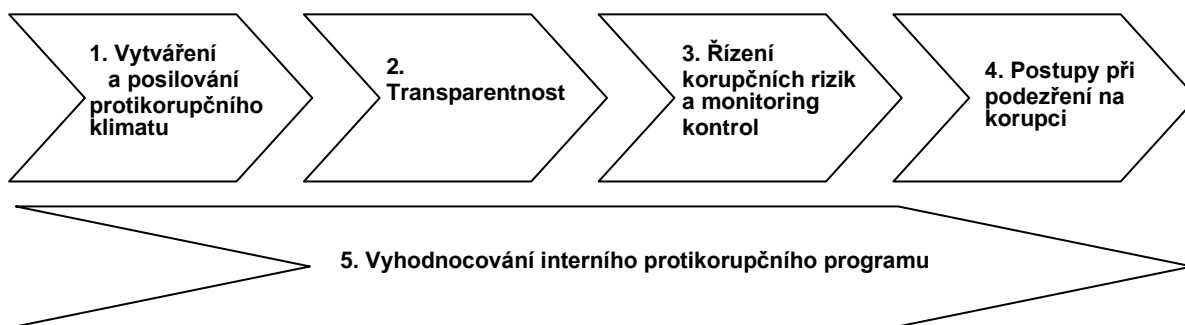 1. Vytváření
a posilování
protikorupčního
klimatu
2.
Transparentnost
3. Řízení
korupčních rizik
a monitoring
kontrol
4. Postupy při
podezření na
korupci
5. Vyhodnocování interního protikorupčního programu